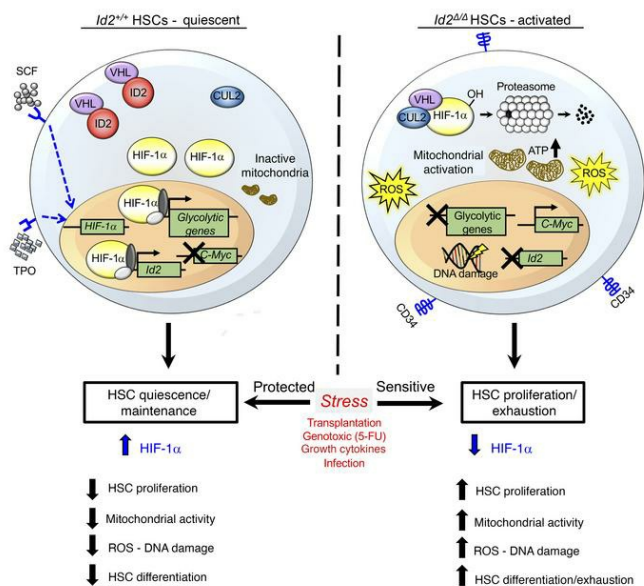 Id2+/+ HSCs - quiescent
SCF
VHL
ID2
VHL
ID2
CUL2
HIF-1α
HIF-1α
Inactive
mitochondria
HIF-1α
HIF-1α
Glycolytic
genes
HIF-1α
Id2
C-Myc
TPO
HSC quiescence/
maintenance
HIF-1α
HSC proliferation
Mitochondrial activity
ROS - DNA damage
HSC differentiation
Protected
Stress
Sensitive
Transplantation
Genotoxic (5-FU)
Growth cytokines
Infection
Id2Δ/Δ HSCs - activated
VHL
CUL2
HIF-1α
OH
Proteasome
Mitochondrial
activation
ATP
ROS
ROS
Glycolytic
genes
C-Myc
DNA damage
Id2
CD34
CD34
HSC proliferation/
exhaustion
HIF-1α
HSC proliferation
Mitochondrial activity
ROS - DNA damage
HSC differentiation/exhaustion